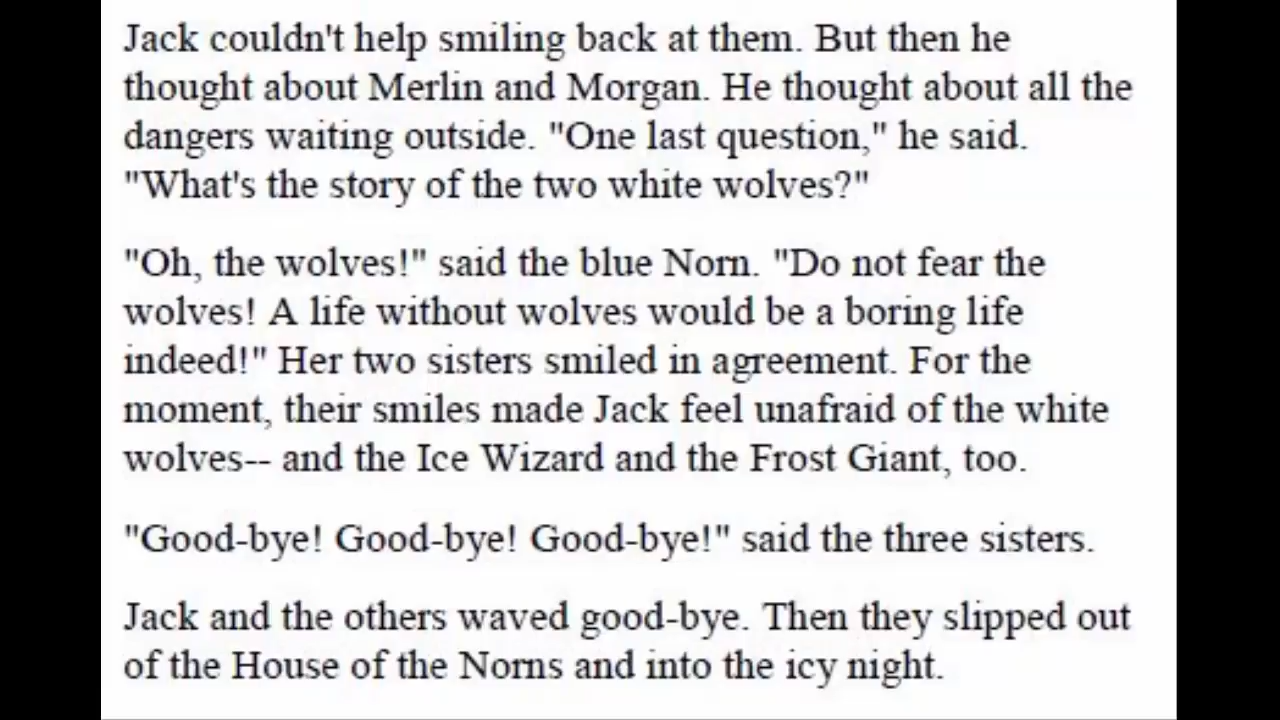 Jack couldn't help smiling back at them. But then he
thought about Merlin and Morgan. He thought about all the
dangers waiting outside. "One last question," he said.
"What's the story of the two white wolves?"
"Oh, the wolves!" said the blue Norn. "Do not fear the
wolves! A life without wolves would be a boring life
indeed!" Her two sisters smiled in agreement. For the
moment, their smiles made Jack feel unafraid of the white
wolves-- and the Ice Wizard and the Frost Giant, too.
"Good-bye! Good-bye! Good-bye!" said the three sisters.
Jack and the others waved good-bye. Then they slipped out
of the House of the Norns and into the icy night.